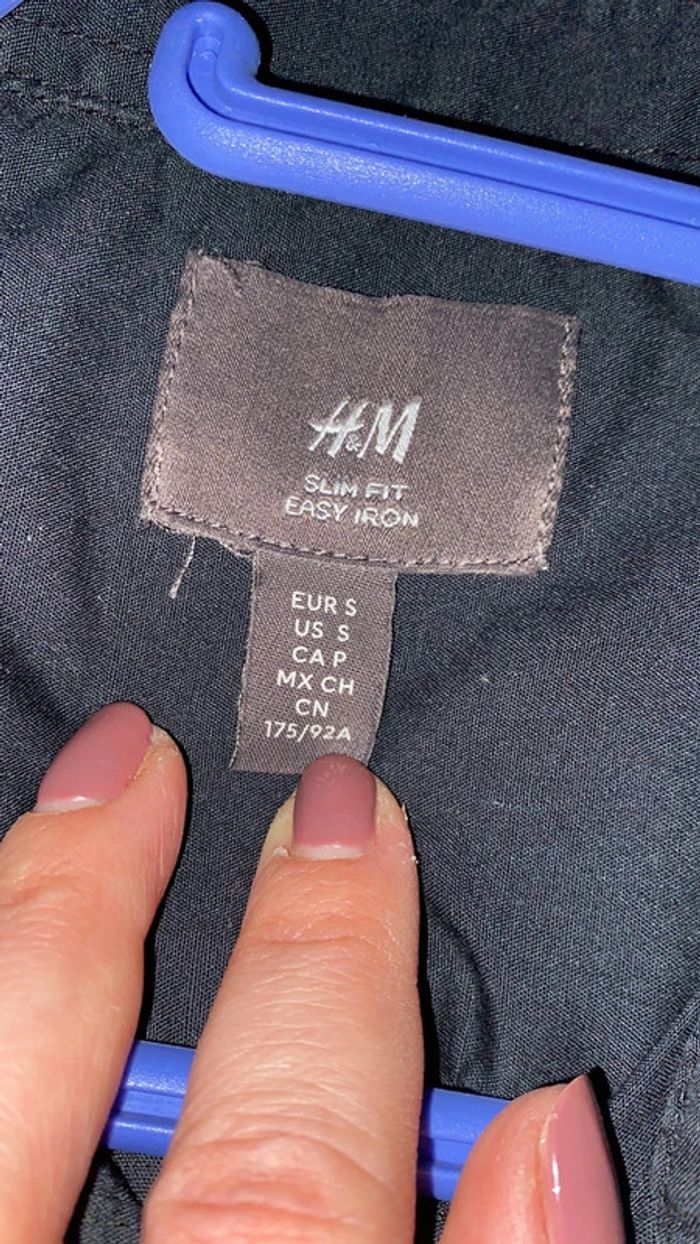 H&M
SLIM FIT
EASY IRON
EUR S
US S
CA P
MX CH
CN
175/92A